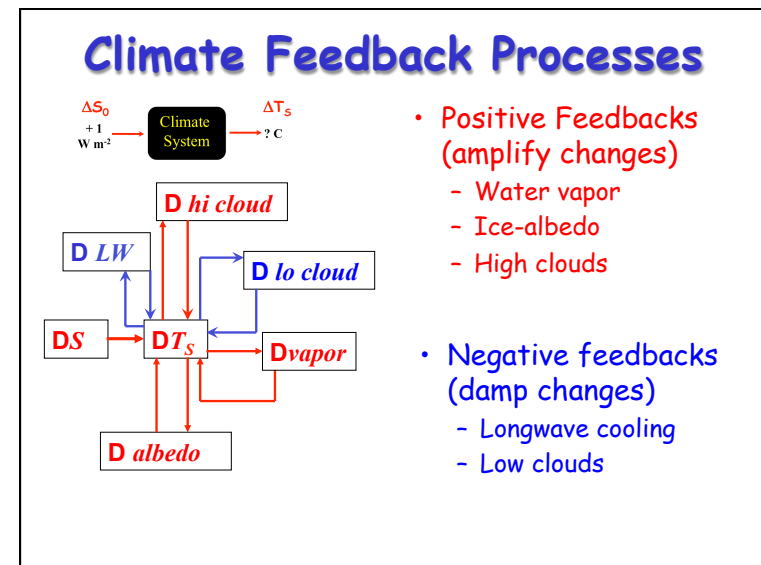 Climate Feedback Processes
ΔS₀
+ 1
W m⁻²
Climate
System
ΔTₛ
? C
D hi cloud
D LW
D lo cloud
DS
DT_S
Dvapor
D albedo
• Positive Feedbacks
(amplify changes)
– Water vapor
– Ice-albedo
– High clouds
• Negative feedbacks
(damp changes)
– Longwave cooling
– Low clouds